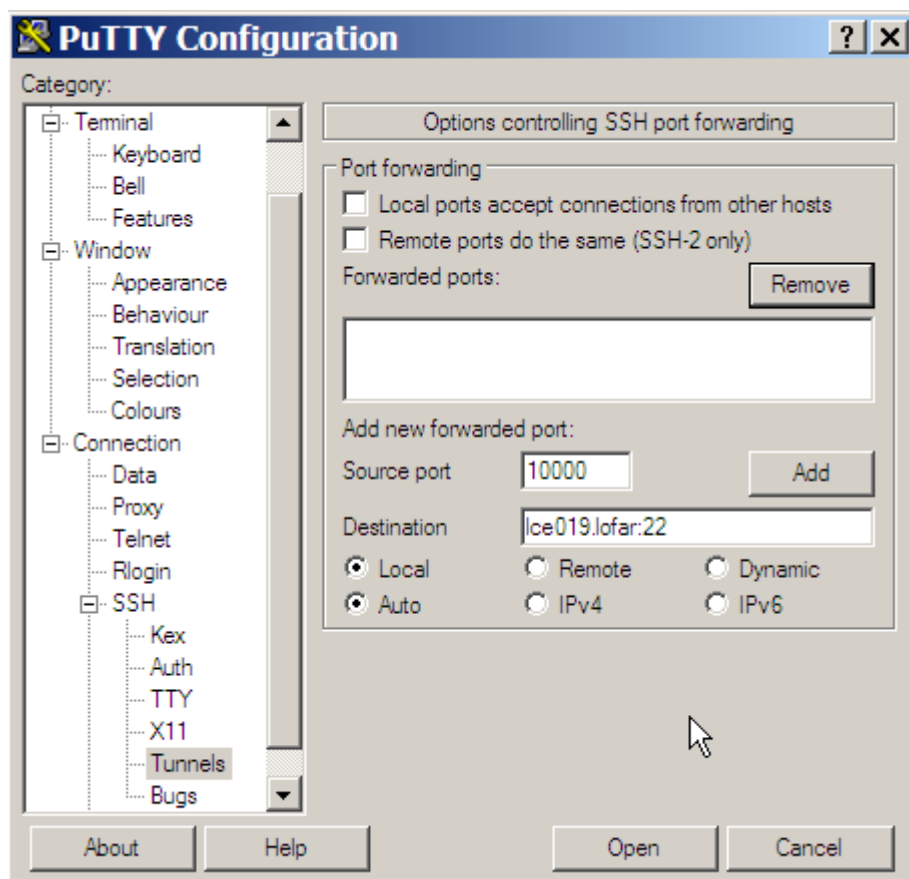 PuTTY Configuration
Category:
Terminal
Keyboard
Bell
Features
Window
Appearance
Behaviour
Translation
Selection
Colours
Connection
Data
Proxy
Telnet
Rlogin
SSH
Kex
Auth
TTY
X11
Tunnels
Bugs
Options controlling SSH port forwarding
Port forwarding
Local ports accept connections from other hosts
Remote ports do the same (SSH-2 only)
Forwarded ports:
Remove
Add new forwarded port:
Source port 10000 Add
Destination lce019.lofar:22
Local Remote Dynamic
Auto IPv4 IPv6
About Help Open Cancel